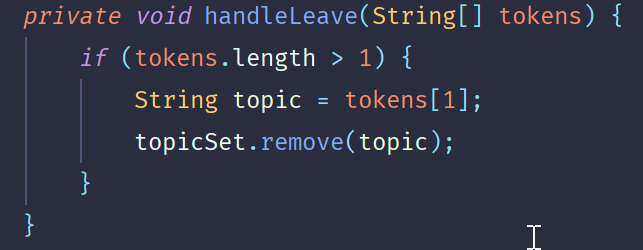 private void handleLeave(String[] tokens) {
    if (tokens.length > 1) {
        String topic = tokens[1];
        topicSet.remove(topic);
    }
}